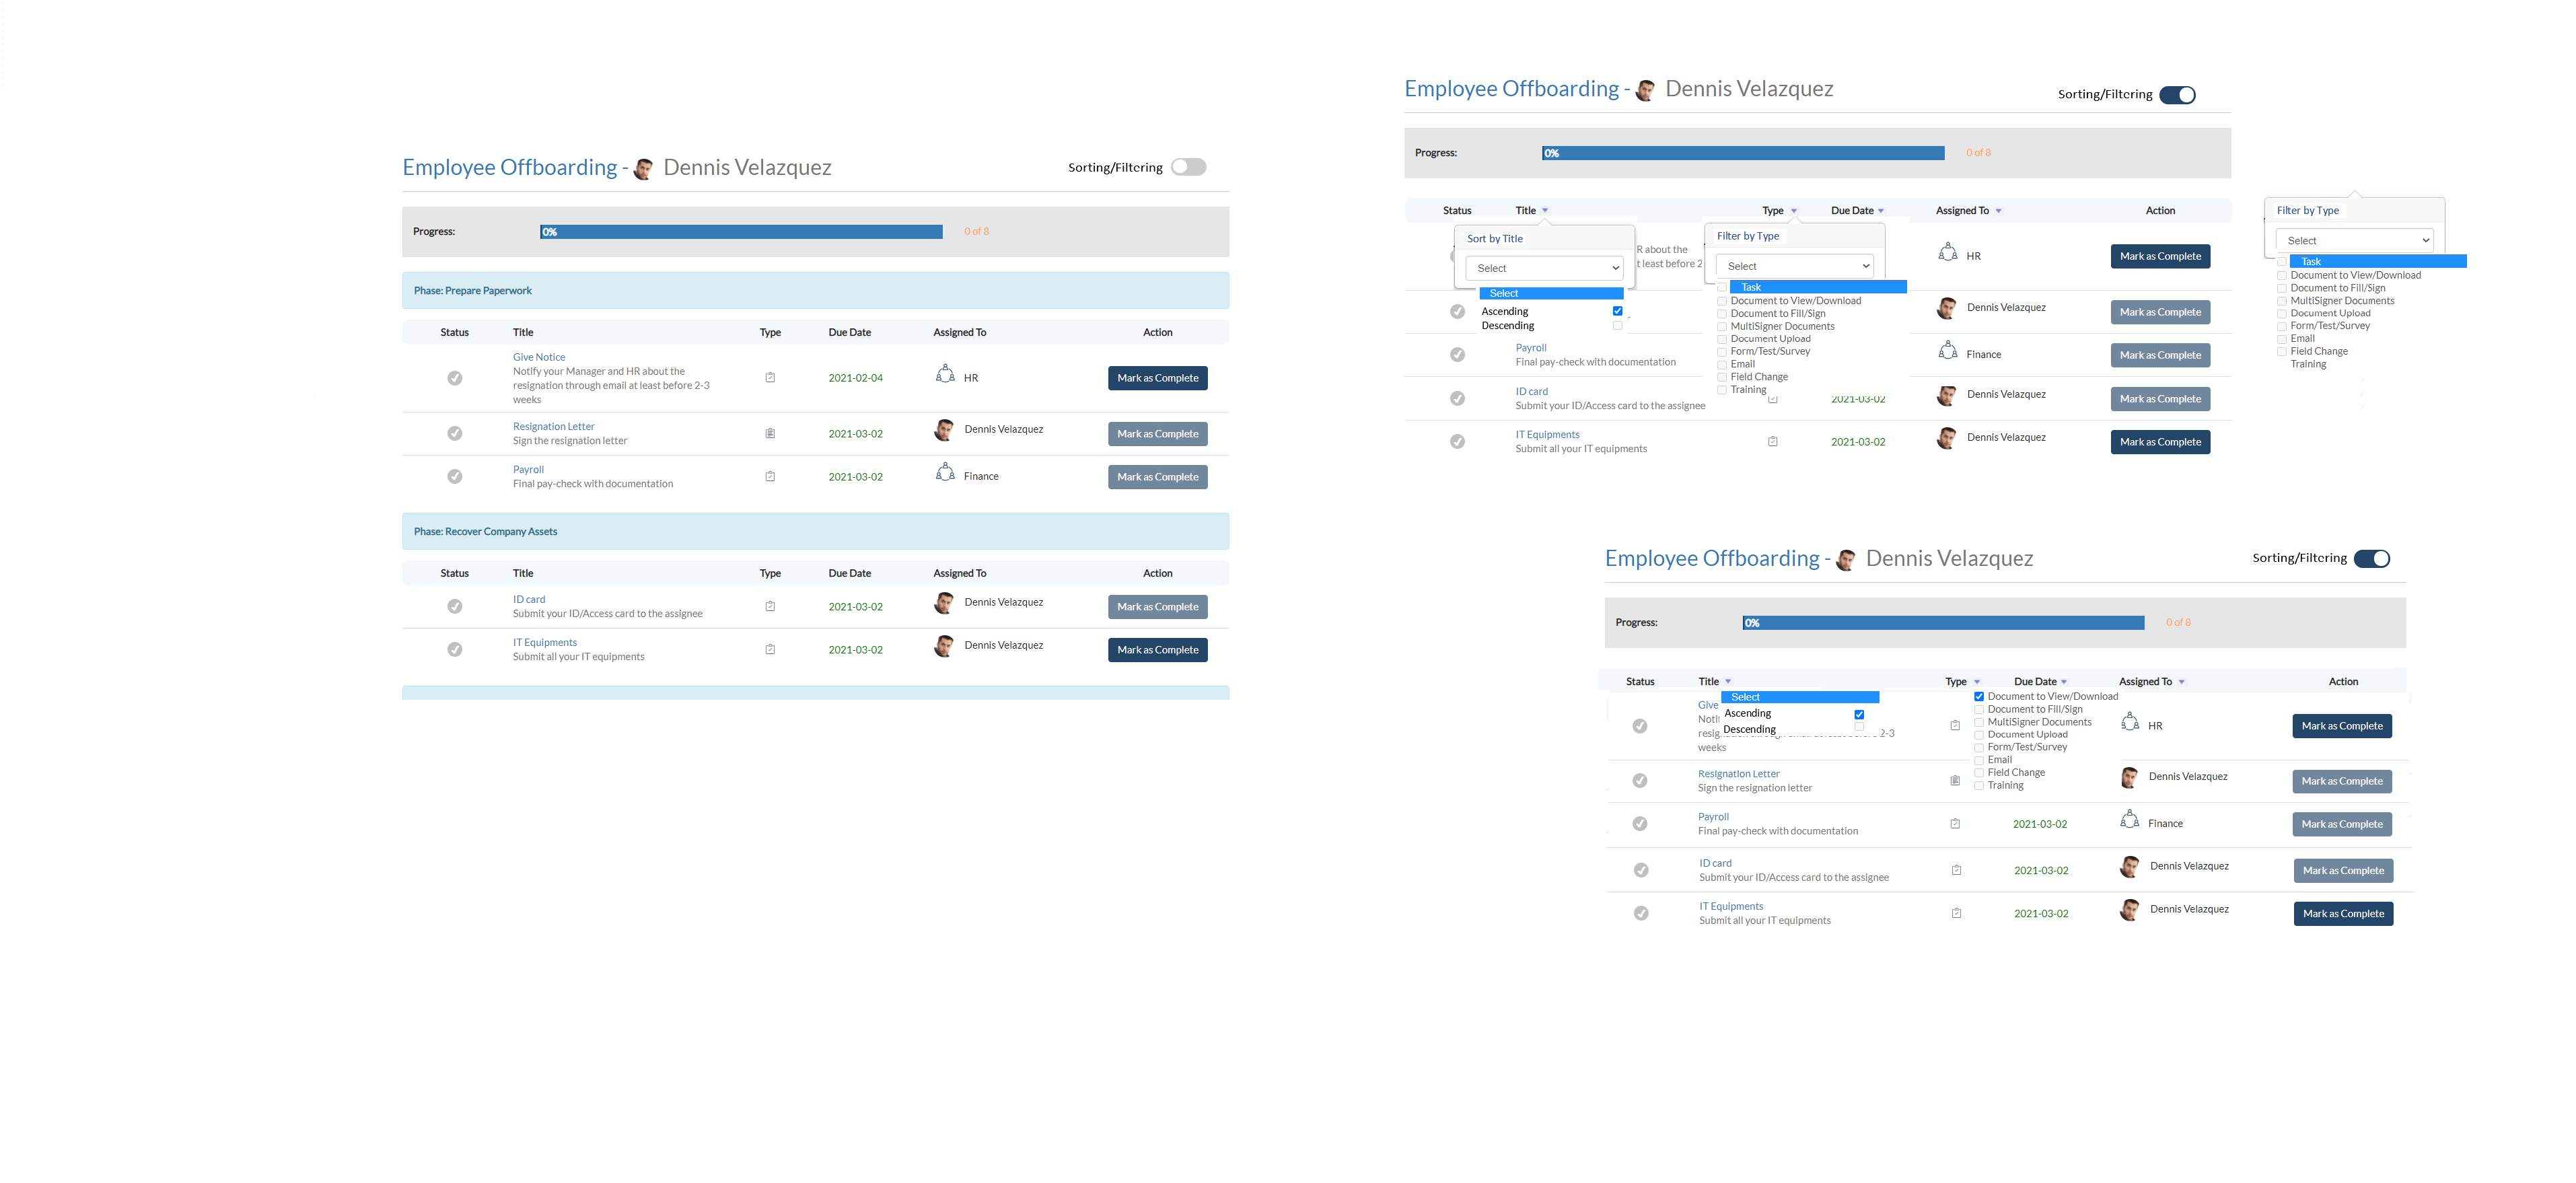 Employee Offboarding - Dennis Velazquez
Sorting/Filtering
Progress: 0% 0 of 8
Phase: Prepare Paperwork
Status Title Type Due Date Assigned To Action
Give Notice
Notify your Manager and HR about the
resignation through email at least before 2-3
weeks
2021-02-04 HR Mark as Complete
Resignation Letter
Sign the resignation letter
2021-03-02 Dennis Velazquez Mark as Complete
Payroll
Final pay-check with documentation
2021-03-02 Finance Mark as Complete
Phase: Recover Company Assets
Status Title Type Due Date Assigned To Action
ID card
Submit your ID/Access card to the assignee
2021-03-02 Dennis Velazquez Mark as Complete
IT Equipments
Submit all your IT equipments
2021-03-02 Dennis Velazquez Mark as Complete
Employee Offboarding - Dennis Velazquez
Sorting/Filtering
Progress: 0% 0 of 8
Status Title Type Due Date Assigned To Action
Sort by Title
Select
Select
Ascending
Descending
R about the
t least before 2
Filter by Type
Select
Task
Document to View/Download
Document to Fill/Sign
MultiSigner Documents
Document Upload
Form/Test/Survey
Email
Field Change
Training
HR Mark as Complete
Dennis Velazquez Mark as Complete
Payroll
Final pay-check with documentation
Finance Mark as Complete
ID card
Submit your ID/Access card to the assignee
2021-03-02 Dennis Velazquez Mark as Complete
IT Equipments
Submit all your IT equipments
2021-03-02 Dennis Velazquez Mark as Complete
Filter by Type
Select
Task
Document to View/Download
Document to Fill/Sign
MultiSigner Documents
Document Upload
Form/Test/Survey
Email
Field Change
Training
Employee Offboarding - Dennis Velazquez
Sorting/Filtering
Progress: 0% 0 of 8
Status Title Type Due Date Assigned To Action
Select
Ascending
Descending
Give
Noti
resig
2-3
weeks
Document to View/Download
Document to Fill/Sign
MultiSigner Documents
Document Upload
Form/Test/Survey
Email
Field Change
Training
HR Mark as Complete
Resignation Letter
Sign the resignation letter
Dennis Velazquez Mark as Complete
Payroll
Final pay-check with documentation
2021-03-02 Finance Mark as Complete
ID card
Submit your ID/Access card to the assignee
2021-03-02 Dennis Velazquez Mark as Complete
IT Equipments
Submit all your IT equipments
2021-03-02 Dennis Velazquez Mark as Complete